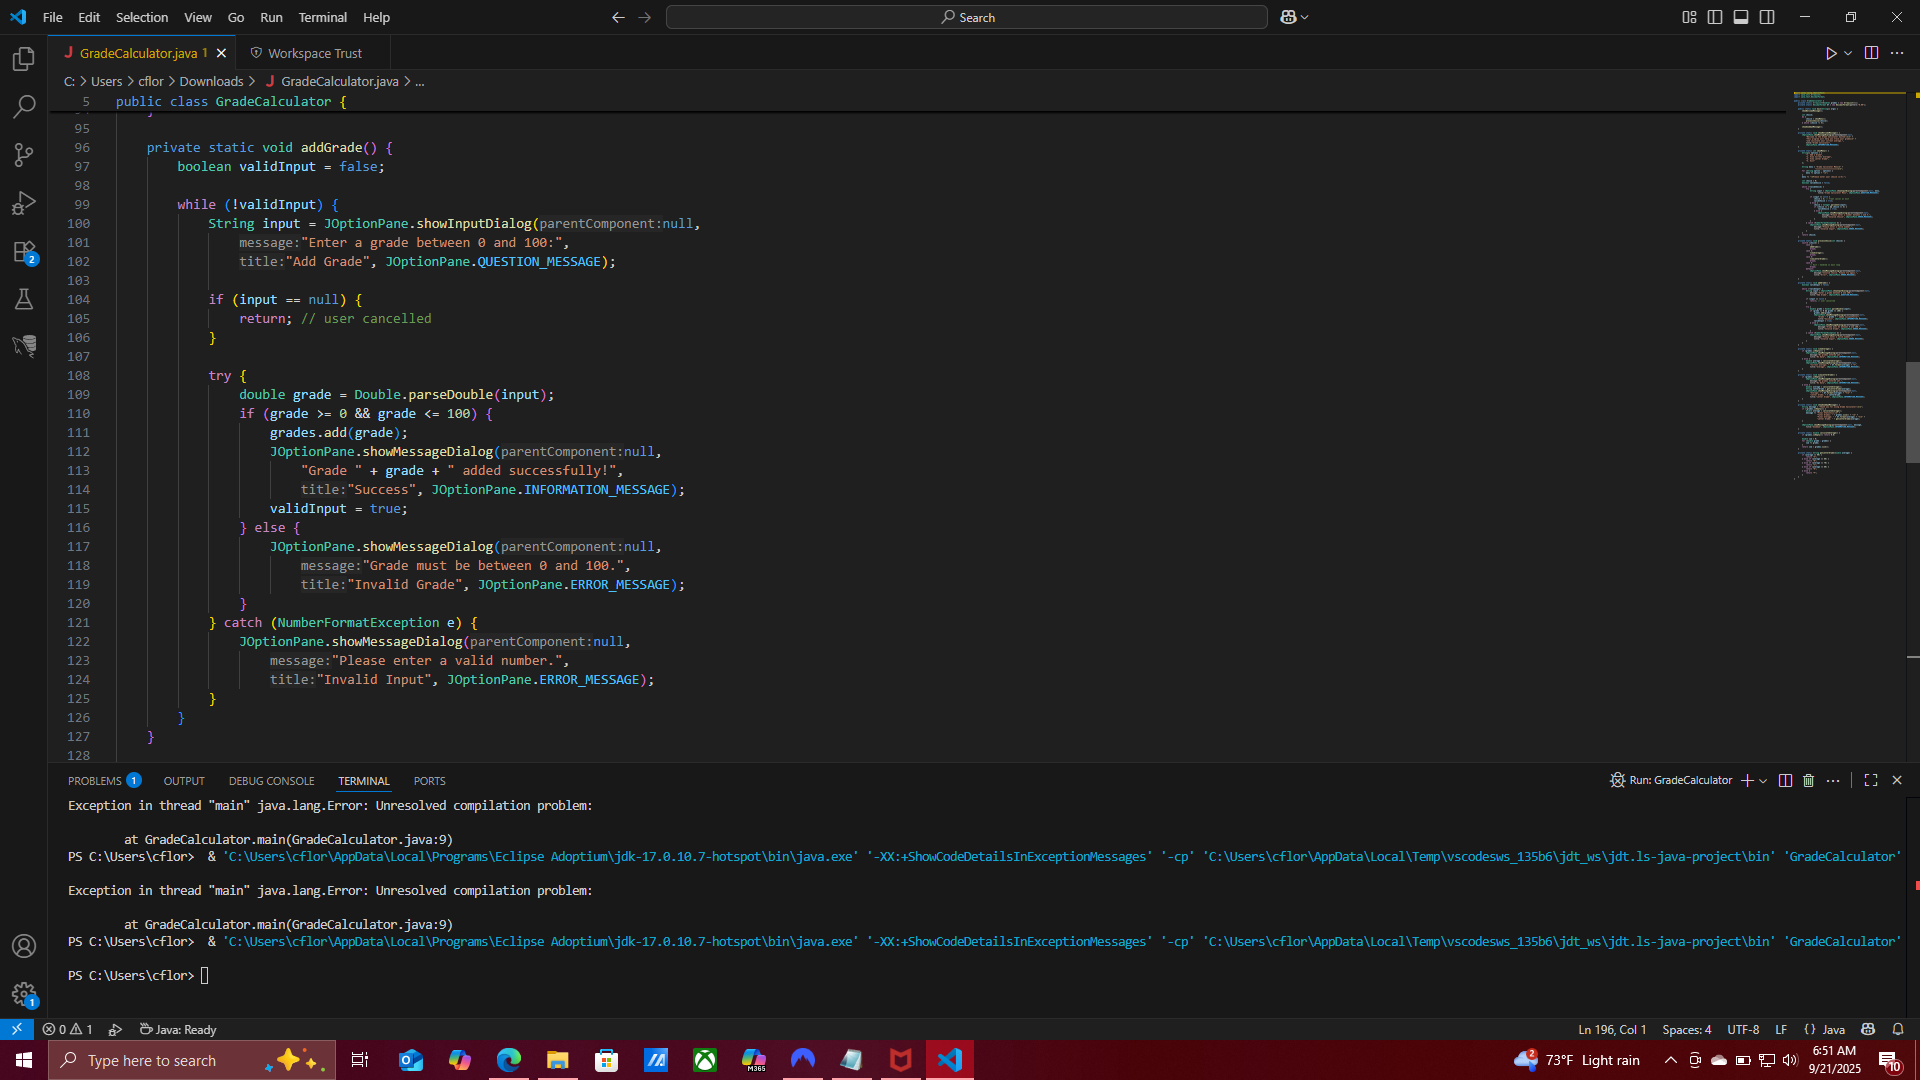 File Edit Selection View Go Run Terminal Help
Search
GradeCalculator.java 1
Workspace Trust
C: > Users > cflor > Downloads > J GradeCalculator.java > ...
5 public class GradeCalculator {
95
96 private static void addGrade() {
97 boolean validInput = false;
98
99 while (!validInput) {
100 String input = JOptionPane.showInputDialog(parentComponent:null,
101 message:"Enter a grade between 0 and 100:",
102 title:"Add Grade", JOptionPane.QUESTION_MESSAGE);
103
104 if (input == null) {
105 return; // user cancelled
106 }
107
108 try {
109 double grade = Double.parseDouble(input);
110 if (grade >= 0 && grade <= 100) {
111 grades.add(grade);
112 JOptionPane.showMessageDialog(parentComponent:null,
113 "Grade " + grade + " added successfully!",
114 title:"Success", JOptionPane.INFORMATION_MESSAGE);
115 validInput = true;
116 } else {
117 JOptionPane.showMessageDialog(parentComponent:null,
118 message:"Grade must be between 0 and 100.",
119 title:"Invalid Grade", JOptionPane.ERROR_MESSAGE);
120 }
121 } catch (NumberFormatException e) {
122 JOptionPane.showMessageDialog(parentComponent:null,
123 message:"Please enter a valid number.",
124 title:"Invalid Input", JOptionPane.ERROR_MESSAGE);
125 }
126 }
127 }
128
PROBLEMS 1 OUTPUT DEBUG CONSOLE TERMINAL PORTS
Run: GradeCalculator
Exception in thread "main" java.lang.Error: Unresolved compilation problem:
at GradeCalculator.main(GradeCalculator.java:9)
PS C:\Users\cflor> & 'C:\Users\cflor\AppData\Local\Programs\Eclipse Adoptium\jdk-17.0.10.7-hotspot\bin\java.exe' '-XX:+ShowCodeDetailsInExceptionMessages' '-cp' 'C:\Users\cflor\AppData\Local\Temp\vscodesws_135b6\jdt_ws\jdt.ls-java-project\bin' 'GradeCalculator'
Exception in thread "main" java.lang.Error: Unresolved compilation problem:
at GradeCalculator.main(GradeCalculator.java:9)
PS C:\Users\cflor> & 'C:\Users\cflor\AppData\Local\Programs\Eclipse Adoptium\jdk-17.0.10.7-hotspot\bin\java.exe' '-XX:+ShowCodeDetailsInExceptionMessages' '-cp' 'C:\Users\cflor\AppData\Local\Temp\vscodesws_135b6\jdt_ws\jdt.ls-java-project\bin' 'GradeCalculator'
PS C:\Users\cflor>
2
1
0 1 Java: Ready
Ln 196, Col 1 Spaces: 4 UTF-8 LF {} Java
Type here to search
M365
2 73°F Light rain
6:51 AM
9/21/2025
10